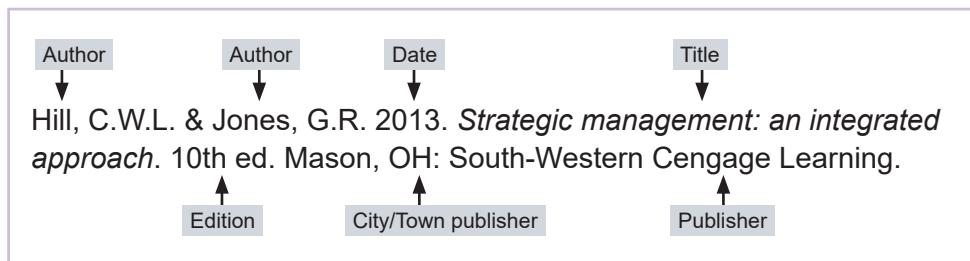 Author Author Date Title
Hill, C.W.L. & Jones, G.R. 2013. Strategic management: an integrated
approach. 10th ed. Mason, OH: South-Western Cengage Learning.
Edition City/Town publisher Publisher